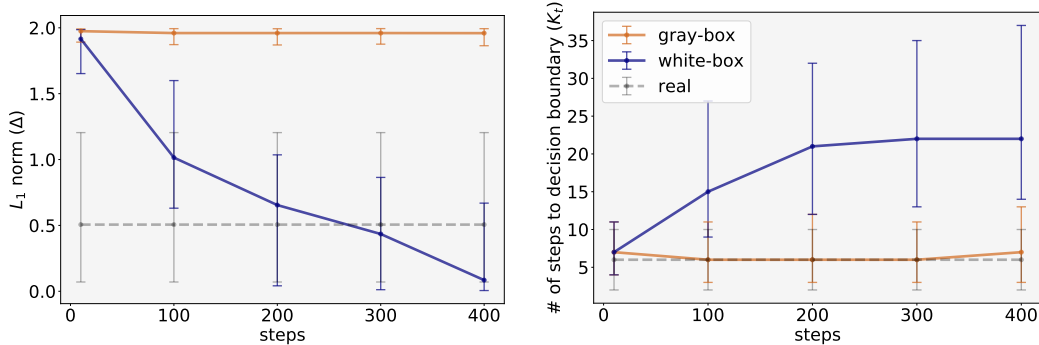 L₁ norm (Δ)
2.0
1.5
1.0
0.5
0.0
0 100 200 300 400
steps
# of steps to decision boundary (Kₜ)
35
30
25
20
15
10
5
gray-box
white-box
real
0 100 200 300 400
steps